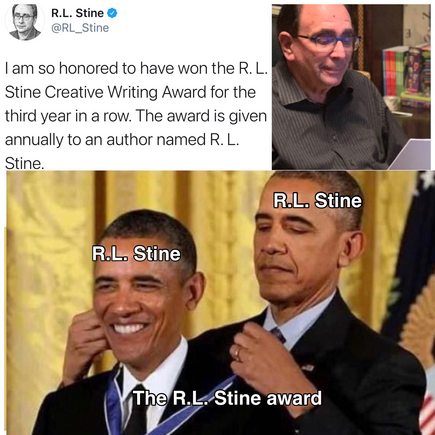 R.L. Stine
@RL_Stine
I am so honored to have won the R. L.
Stine Creative Writing Award for the
third year in a row. The award is given
annually to an author named R. L.
Stine.
R.L. Stine
R.L. Stine
The R.L. Stine award